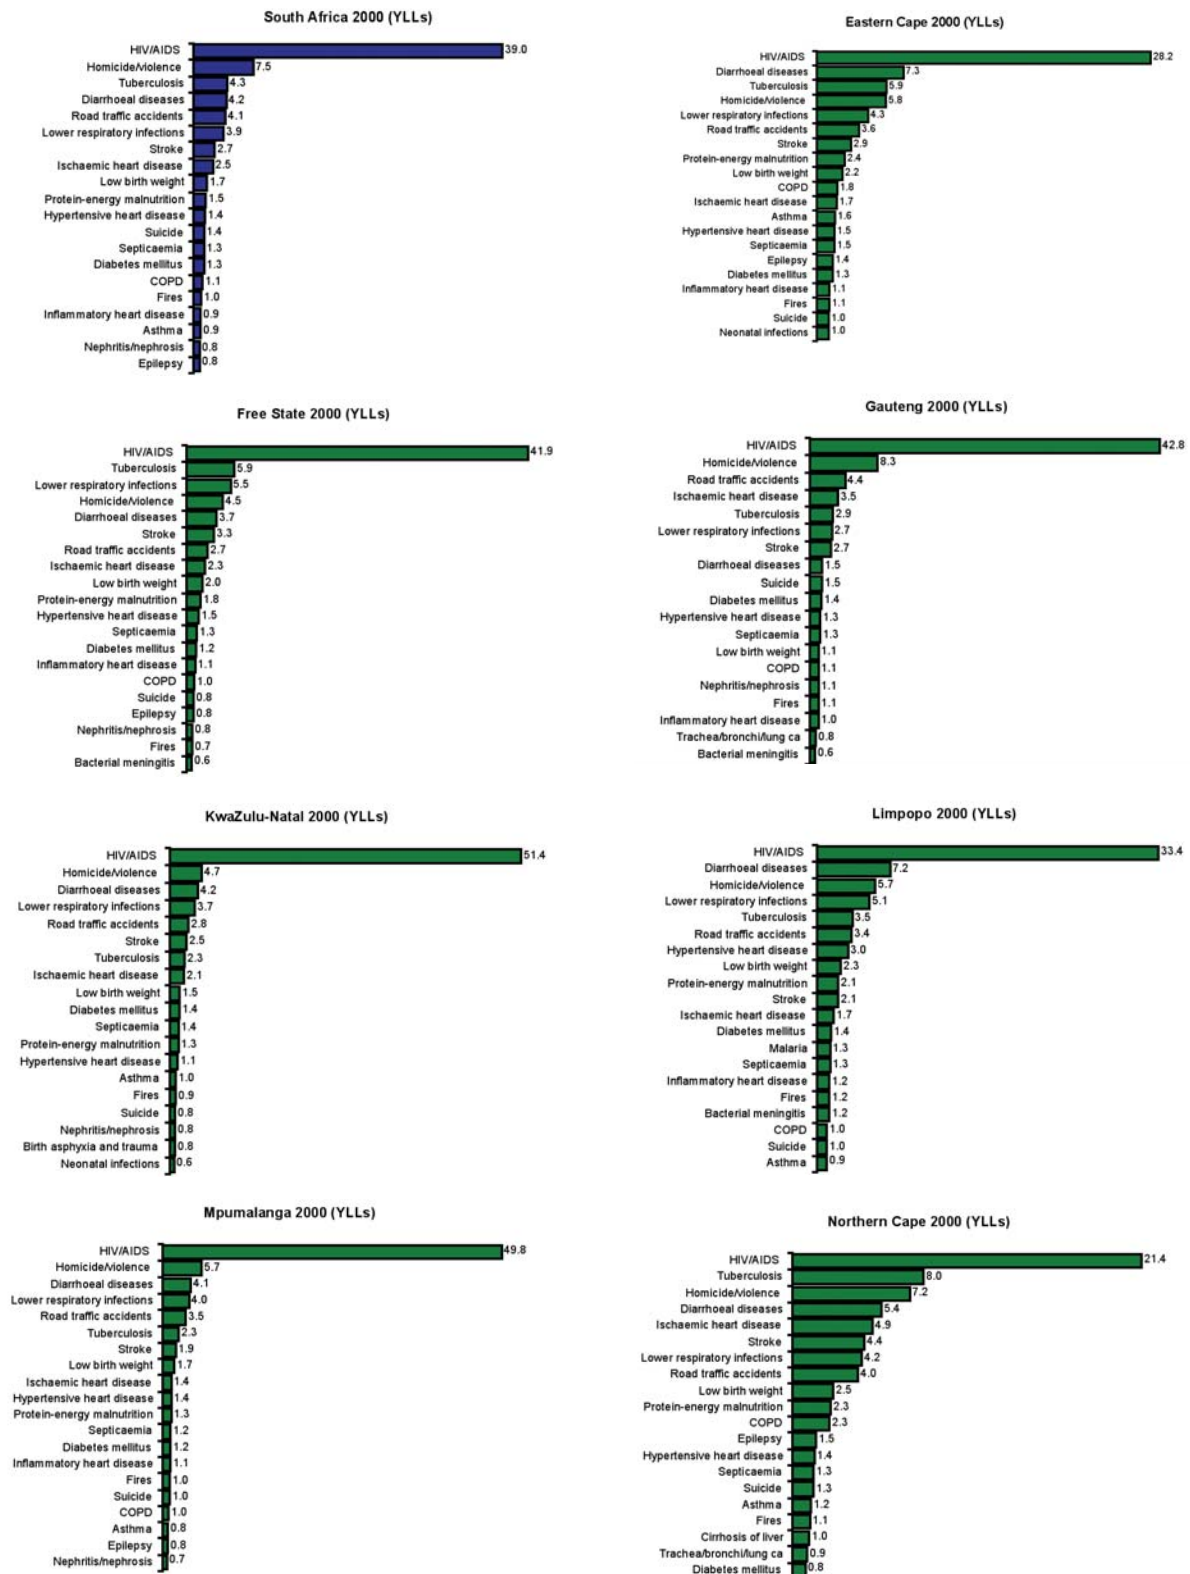 South Africa 2000 (YLLs)
HIV/AIDS 39.0
Homicide/violence 7.5
Tuberculosis 4.3
Diarrhoeal diseases 4.2
Road traffic accidents 4.1
Lower respiratory infections 3.9
Stroke 2.7
Ischaemic heart disease 2.5
Low birth weight 1.7
Protein-energy malnutrition 1.5
Hypertensive heart disease 1.4
Suicide 1.4
Septicaemia 1.3
Diabetes mellitus 1.3
COPD 1.1
Fires 1.0
Inflammatory heart disease 0.9
Asthma 0.9
Nephritis/nephrosis 0.8
Epilepsy 0.8
Eastern Cape 2000 (YLLs)
HIV/AIDS 28.2
Diarrhoeal diseases 7.3
Tuberculosis 5.9
Homicide/violence 5.8
Lower respiratory infections 4.3
Road traffic accidents 3.6
Stroke 2.9
Protein-energy malnutrition 2.4
Low birth weight 2.2
COPD 1.8
Ischaemic heart disease 1.7
Asthma 1.6
Hypertensive heart disease 1.5
Septicaemia 1.5
Epilepsy 1.4
Diabetes mellitus 1.3
Inflammatory heart disease 1.1
Fires 1.1
Suicide 1.0
Neonatal infections 1.0
Free State 2000 (YLLs)
HIV/AIDS 41.9
Tuberculosis 5.9
Lower respiratory infections 5.5
Homicide/violence 4.5
Diarrhoeal diseases 3.7
Stroke 3.3
Road traffic accidents 2.7
Ischaemic heart disease 2.3
Low birth weight 2.0
Protein-energy malnutrition 1.8
Hypertensive heart disease 1.5
Septicaemia 1.3
Diabetes mellitus 1.2
Inflammatory heart disease 1.1
COPD 1.0
Suicide 0.8
Epilepsy 0.8
Nephritis/nephrosis 0.8
Fires 0.7
Bacterial meningitis 0.6
Gauteng 2000 (YLLs)
HIV/AIDS 42.8
Homicide/violence 8.3
Road traffic accidents 4.4
Ischaemic heart disease 3.5
Tuberculosis 2.9
Lower respiratory infections 2.7
Stroke 2.7
Diarrhoeal diseases 1.5
Suicide 1.5
Diabetes mellitus 1.4
Hypertensive heart disease 1.3
Septicaemia 1.3
Low birth weight 1.1
COPD 1.1
Nephritis/nephrosis 1.1
Fires 1.1
Inflammatory heart disease 1.0
Trachea/bronchi/lung ca 0.8
Bacterial meningitis 0.6
KwaZulu-Natal 2000 (YLLs)
HIV/AIDS 51.4
Homicide/violence 4.7
Diarrhoeal diseases 4.2
Lower respiratory infections 3.7
Road traffic accidents 2.8
Stroke 2.5
Tuberculosis 2.3
Ischaemic heart disease 2.1
Low birth weight 1.5
Diabetes mellitus 1.4
Septicaemia 1.4
Protein-energy malnutrition 1.3
Hypertensive heart disease 1.1
Asthma 1.0
Fires 0.9
Suicide 0.8
Nephritis/nephrosis 0.8
Birth asphyxia and trauma 0.8
Neonatal infections 0.6
Limpopo 2000 (YLLs)
HIV/AIDS 33.4
Diarrhoeal diseases 7.2
Homicide/violence 5.7
Lower respiratory infections 5.1
Tuberculosis 3.5
Road traffic accidents 3.4
Hypertensive heart disease 3.0
Low birth weight 2.3
Protein-energy malnutrition 2.1
Stroke 2.1
Ischaemic heart disease 1.7
Diabetes mellitus 1.4
Malaria 1.3
Septicaemia 1.3
Inflammatory heart disease 1.2
Fires 1.2
Bacterial meningitis 1.2
COPD 1.0
Suicide 1.0
Asthma 0.9
Mpumalanga 2000 (YLLs)
HIV/AIDS 49.8
Homicide/violence 5.7
Diarrhoeal diseases 4.1
Lower respiratory infections 4.0
Road traffic accidents 3.5
Tuberculosis 2.3
Stroke 1.9
Low birth weight 1.7
Ischaemic heart disease 1.4
Hypertensive heart disease 1.4
Protein-energy malnutrition 1.3
Septicaemia 1.2
Diabetes mellitus 1.2
Inflammatory heart disease 1.1
Fires 1.0
Suicide 1.0
COPD 1.0
Asthma 0.8
Epilepsy 0.8
Nephritis/nephrosis 0.7
Northern Cape 2000 (YLLs)
HIV/AIDS 21.4
Tuberculosis 8.0
Homicide/violence 7.2
Diarrhoeal diseases 5.4
Ischaemic heart disease 4.9
Stroke 4.4
Lower respiratory infections 4.2
Road traffic accidents 4.0
Low birth weight 2.5
Protein-energy malnutrition 2.3
COPD 2.3
Epilepsy 1.5
Hypertensive heart disease 1.4
Septicaemia 1.3
Suicide 1.3
Asthma 1.2
Fires 1.1
Cirrhosis of liver 1.0
Trachea/bronchi/lung ca 0.9
Diabetes mellitus 0.8